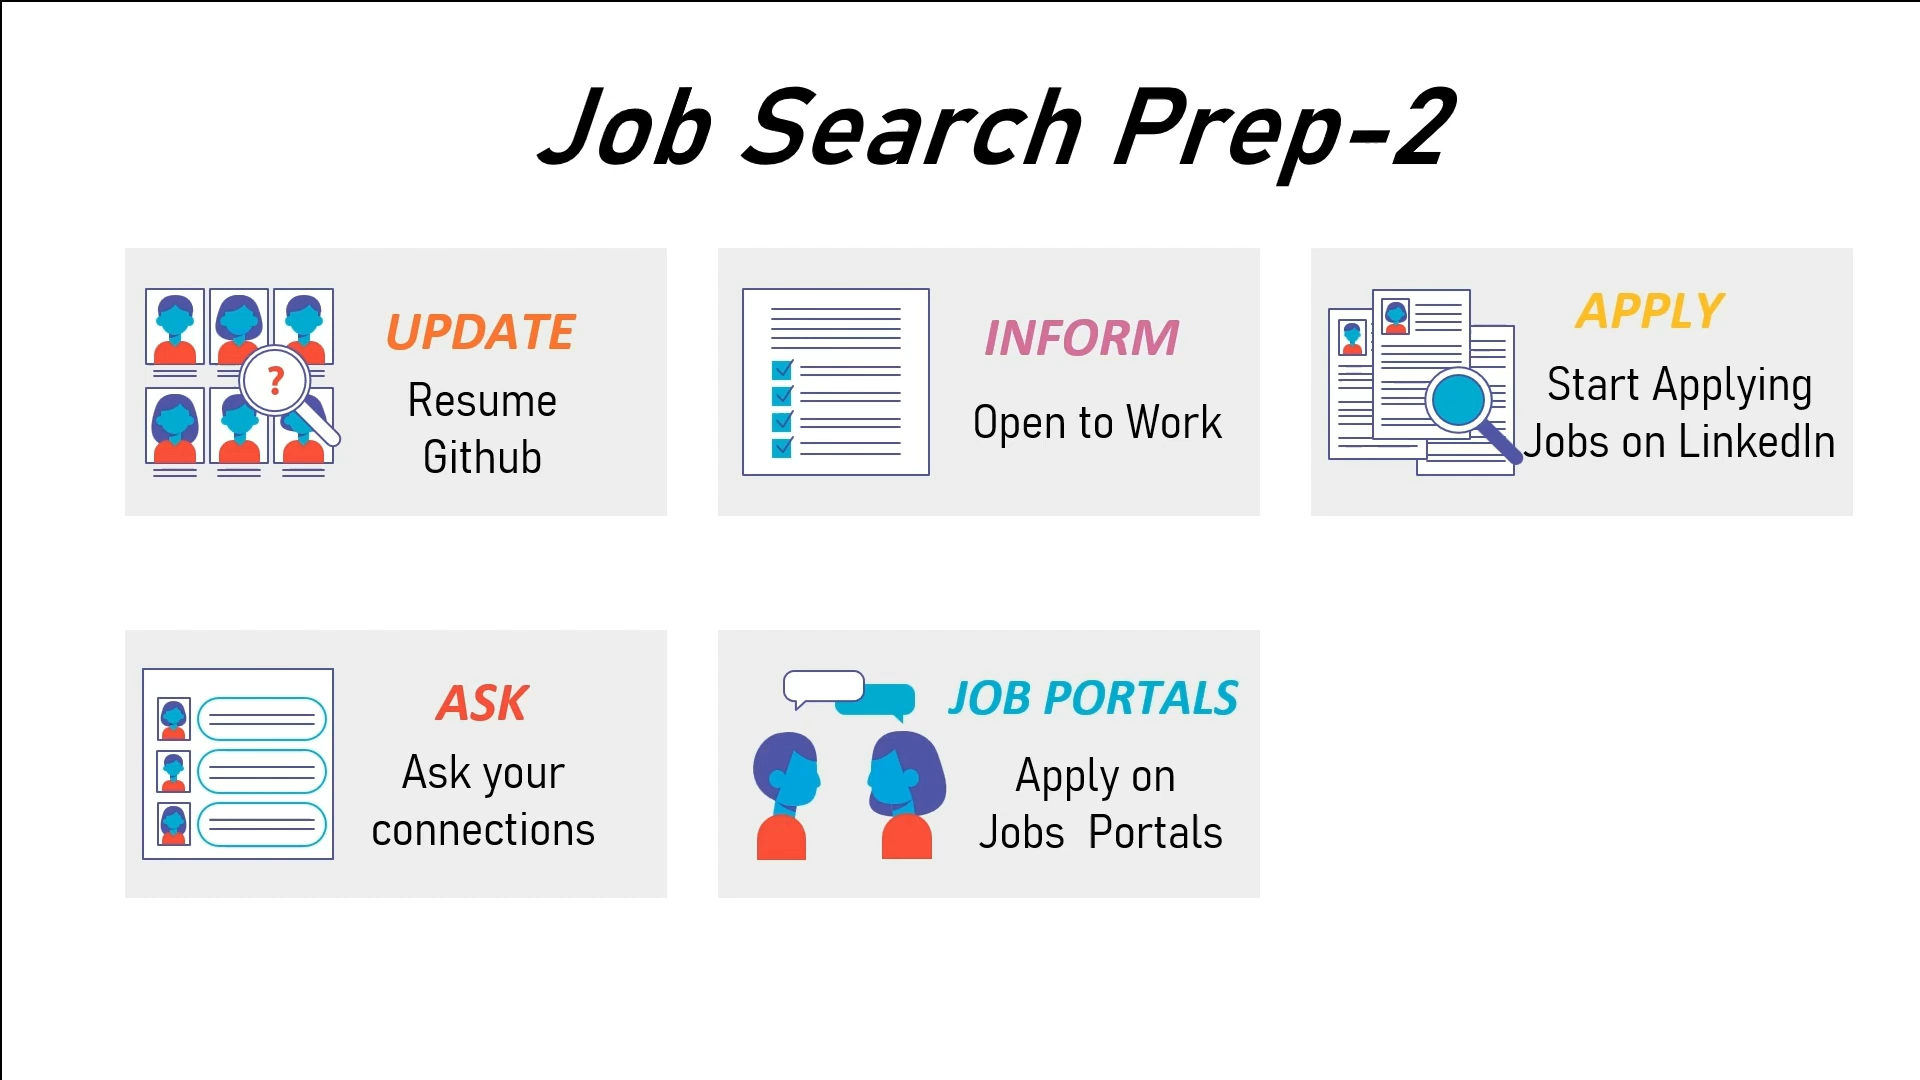 Job Search Prep-2
UPDATE
Resume
Github
INFORM
Open to Work
APPLY
Start Applying
Jobs on LinkedIn
ASK
Ask your
connections
JOB PORTALS
Apply on
Jobs  Portals
?